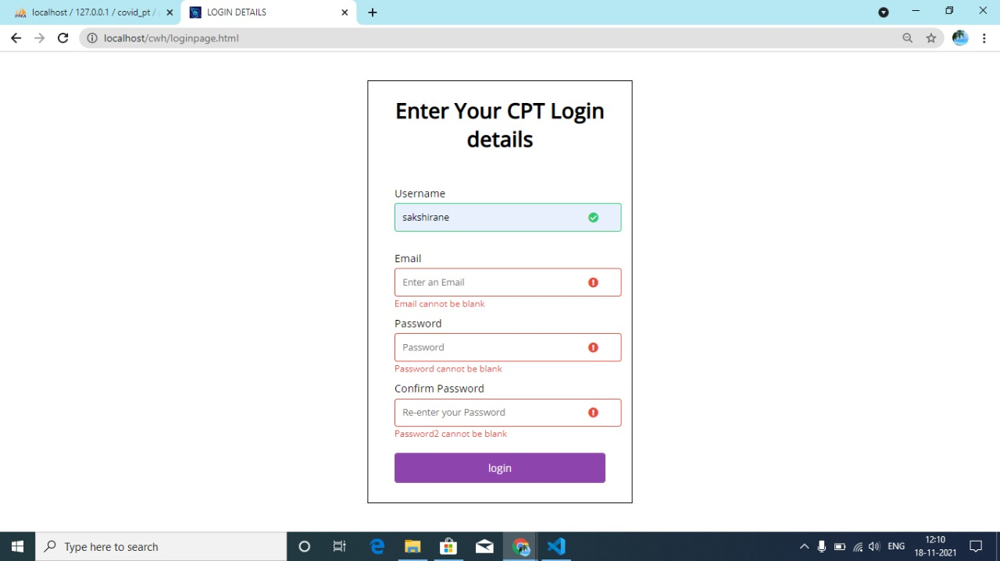 localhost / 127.0.0.1 / covid_pt /
LOGIN DETAILS
localhost/cwh/loginpage.html
Enter Your CPT Login
details
Username
sakshirane
Email
Enter an Email
Email cannot be blank
Password
Password
Password cannot be blank
Confirm Password
Re-enter your Password
Password2 cannot be blank
login
Type here to search
ENG
12:10
18-11-2021